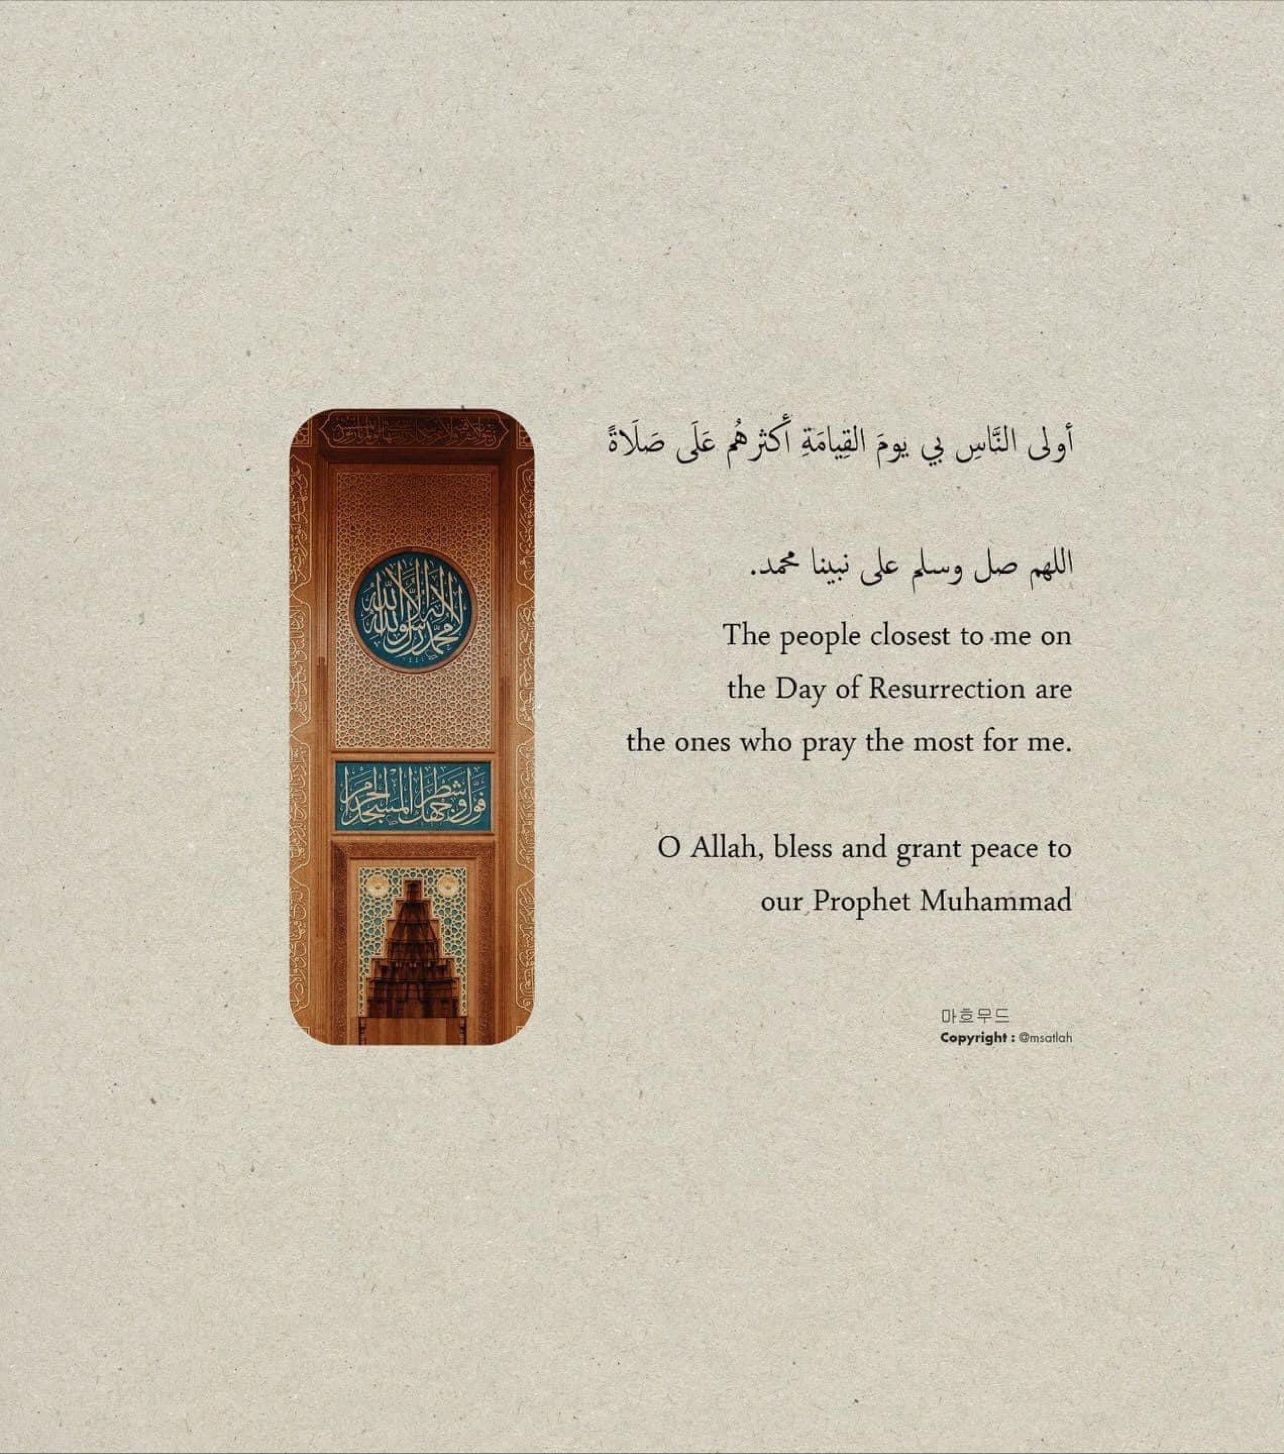 أولى النَّاسِ بي يومَ القِيامَةِ أَكثرهُم عَلَى صَلَاةً
اللهم صل وسلم على نبينا محمد.
The people closest to me on
the Day of Resurrection are
the ones who pray the most for me.
O Allah, bless and grant peace to
our Prophet Muhammad
마흐무드
Copyright : @msatlah
لا إله إلا الله
محمد رسول الله
فول وجهك شطر المسجد الحرام